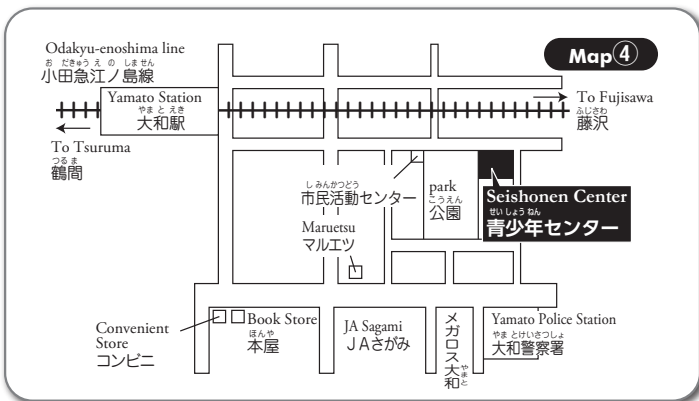 Odakyu-enoshima line
お だきゅう え の しません
小田急江ノ島線
Map④
Yamato Station
やま と えき
大和駅
To Fujisawa
ふじさわ
藤沢
To Tsuruma
つる ま
鶴間
し みんかつどう
市民活動センター
park
こうえん
公園
Seishonen Center
せい しょう ねん
青少年センター
Maruetsu
マルエツ
Convenient
Store
コンビニ
Book Store
ほんや
本屋
JA Sagami
JAさがみ
メガロス大和
やまと
Yamato Police Station
やま とけいさつしょ
大和警察署